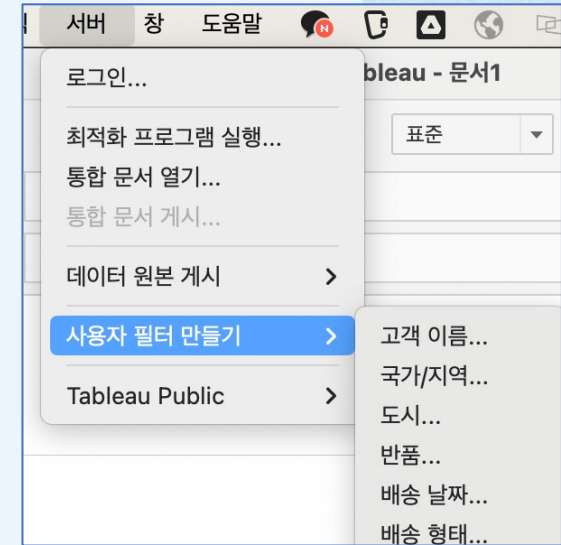 서버 창 도움말
bleau - 문서1
로그인...
표준
최적화 프로그램 실행...
통합 문서 열기...
통합 문서 게시...
데이터 원본 게시
사용자 필터 만들기
고객 이름...
국가/지역...
Tableau Public
도시...
반품...
배송 날짜...
배송 형태...